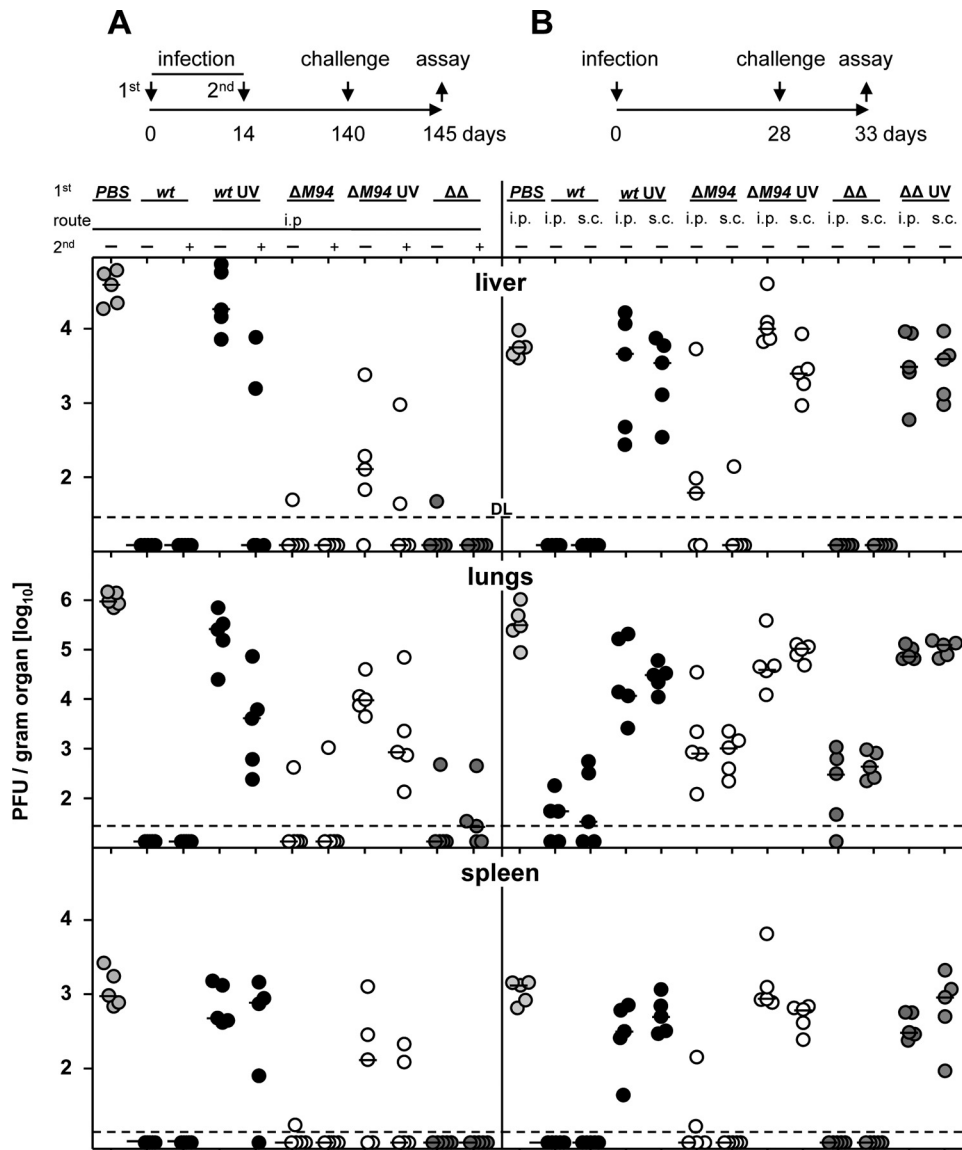 A B
infection challenge assay infection challenge assay
1st 2nd
0 14 140 145 days 0 28 33 days
1st PBS wt wt UV ΔM94 ΔM94 UV ΔΔ PBS wt wt UV ΔM94 ΔM94 UV ΔΔ ΔΔ UV
route i.p i.p. i.p. s.c. i.p. s.c. i.p. s.c. i.p. s.c. i.p. s.c. i.p. s.c.
2nd – – + – + – + – + – + – – – – – – – – – – – – –
liver
4
3
2
DL
lungs
6
5
4
3
2
spleen
4
3
2
PFU / gram organ [log10]